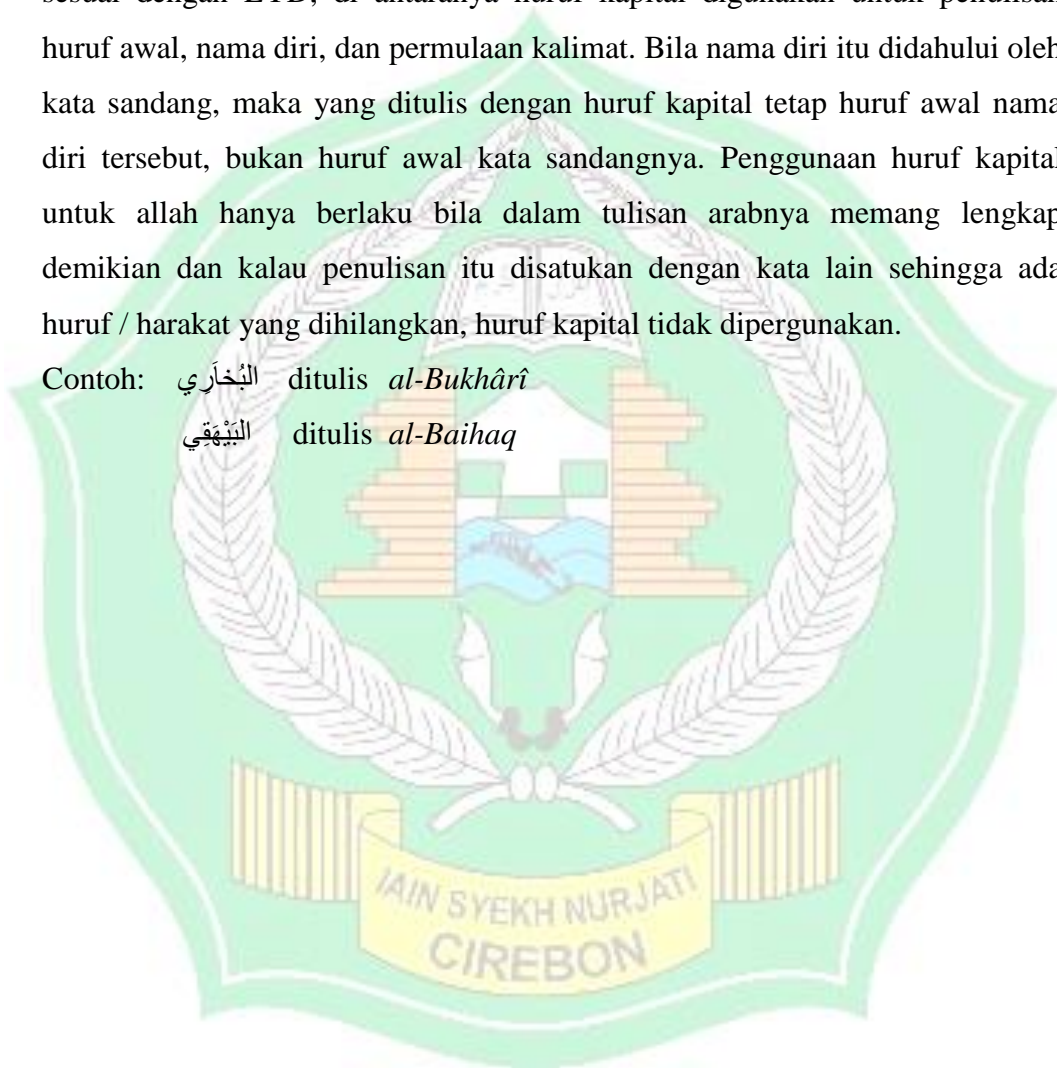 sesuai dengan EYD, di antaranya huruf kapital digunakan untuk penulisan
huruf awal, nama diri, dan permulaan kalimat. Bila nama diri itu didahului oleh
kata sandang, maka yang ditulis dengan huruf kapital tetap huruf awal nama
diri tersebut, bukan huruf awal kata sandangnya. Penggunaan huruf kapital
untuk allah hanya berlaku bila dalam tulisan arabnya memang lengkap
demikian dan kalau penulisan itu disatukan dengan kata lain sehingga ada
huruf / harakat yang dihilangkan, huruf kapital tidak dipergunakan.
Contoh: البُخاَرِي ditulis al-Bukhârî
البَيْهَقِي ditulis al-Baihaq
IAIN SYEKH NURJATI
CIREBON